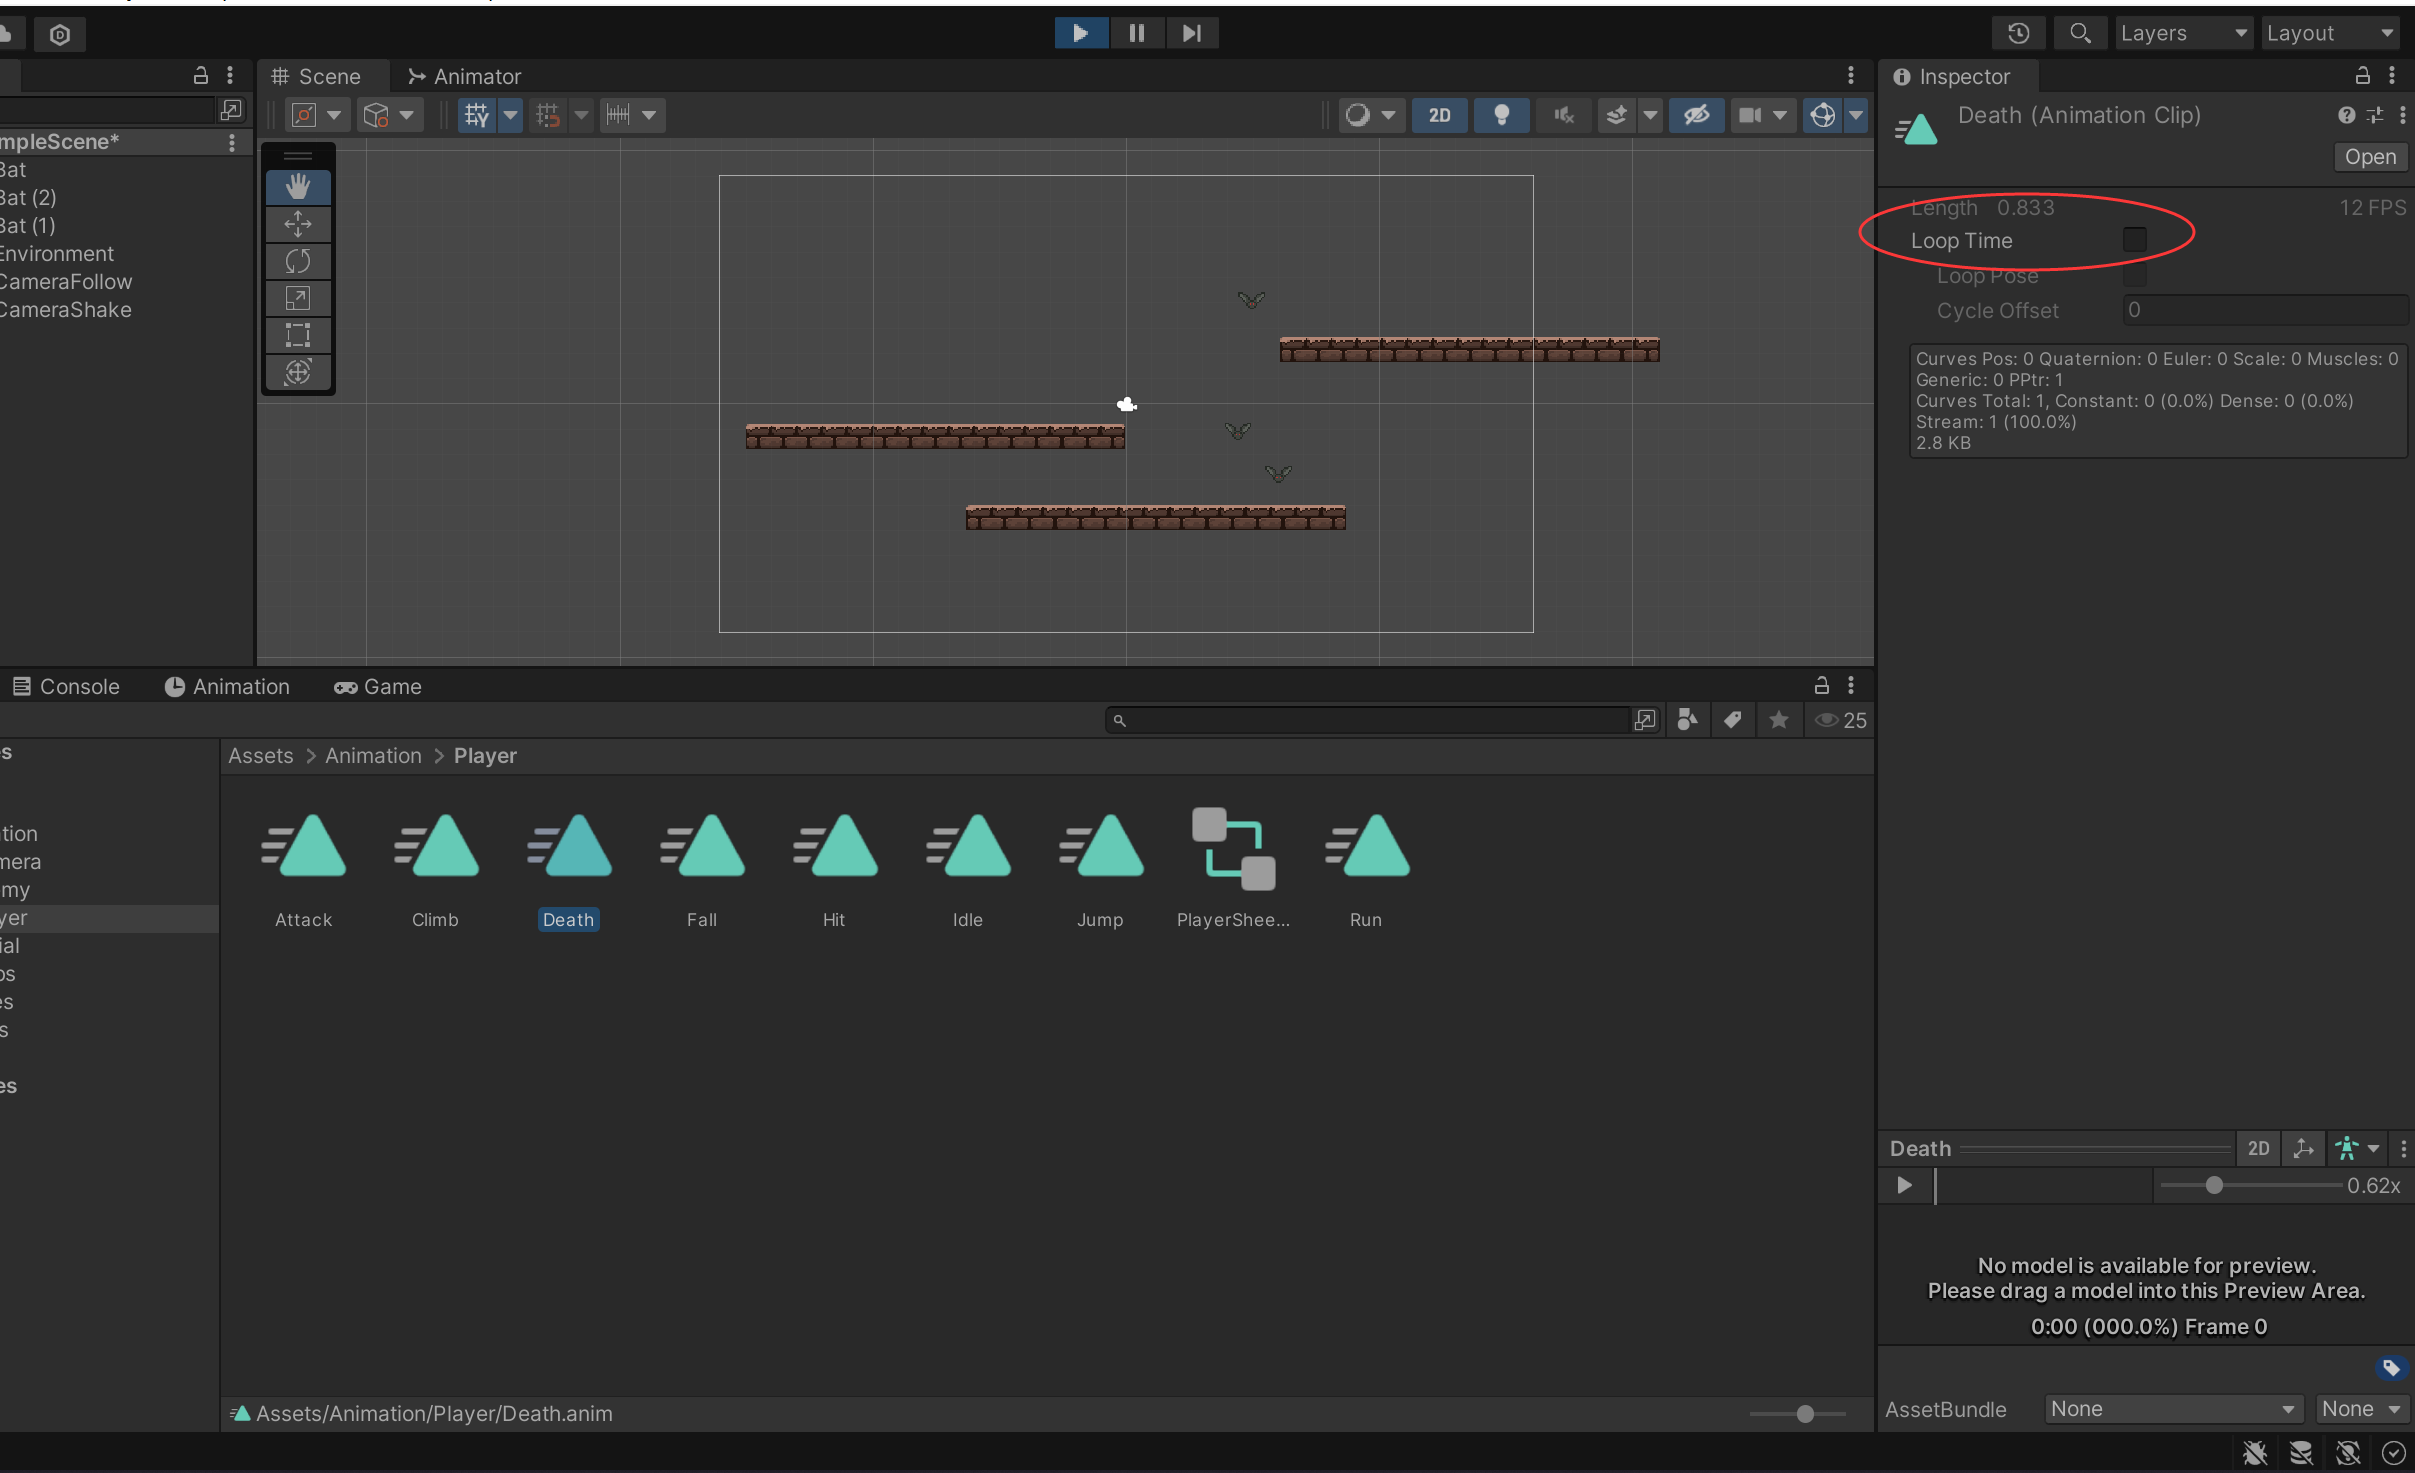 Layers
Layout
Scene
Animator
Inspector
2D
Death (Animation Clip)
Open
mpleScene*
Bat
Bat (2)
Bat (1)
Environment
CameraFollow
CameraShake
Length 0.833 12 FPS
Loop Time
Loop Pose
Cycle Offset 0
Curves Pos: 0 Quaternion: 0 Euler: 0 Scale: 0 Muscles: 0
Generic: 0 PPtr: 1
Curves Total: 1, Constant: 0 (0.0%) Dense: 0 (0.0%)
Stream: 1 (100.0%)
2.8 KB
Console
Animation
Game
25
es
Assets > Animation > Player
tion
mera
my
yer
ial
os
es
s
es
Attack
Climb
Death
Fall
Hit
Idle
Jump
PlayerShee...
Run
Death
2D
0.62x
No model is available for preview.
Please drag a model into this Preview Area.
0:00 (000.0%) Frame 0
Assets/Animation/Player/Death.anim
AssetBundle None None